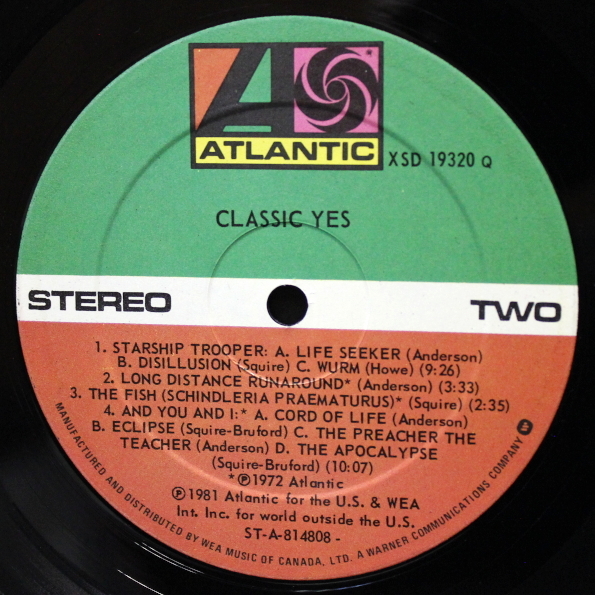 ATLANTIC
XSD 19320 Q
CLASSIC YES
STEREO
TWO
1. STARSHIP TROOPER: A. LIFE SEEKER (Anderson)
B. DISILLUSION (Squire) C. WURM (Howe) (9:26)
2. LONG DISTANCE RUNAROUND* (Anderson) (3:33)
3. THE FISH (SCHINDLERIA PRAEMATURUS)* (Squire) (2:35)
4. AND YOU AND I:* A. CORD OF LIFE (Anderson)
B. ECLIPSE (Squire-Bruford) C. THE PREACHER THE
TEACHER (Anderson) D. THE APOCALYPSE
(Squire-Bruford) (10:07)
*℗1972 Atlantic
℗1981 Atlantic for the U.S. & WEA
Int. Inc. for world outside the U.S.
ST-A-814808 -
MANUFACTURED AND DISTRIBUTED BY WEA MUSIC OF CANADA, LTD. A WARNER COMMUNICATIONS COMPANY